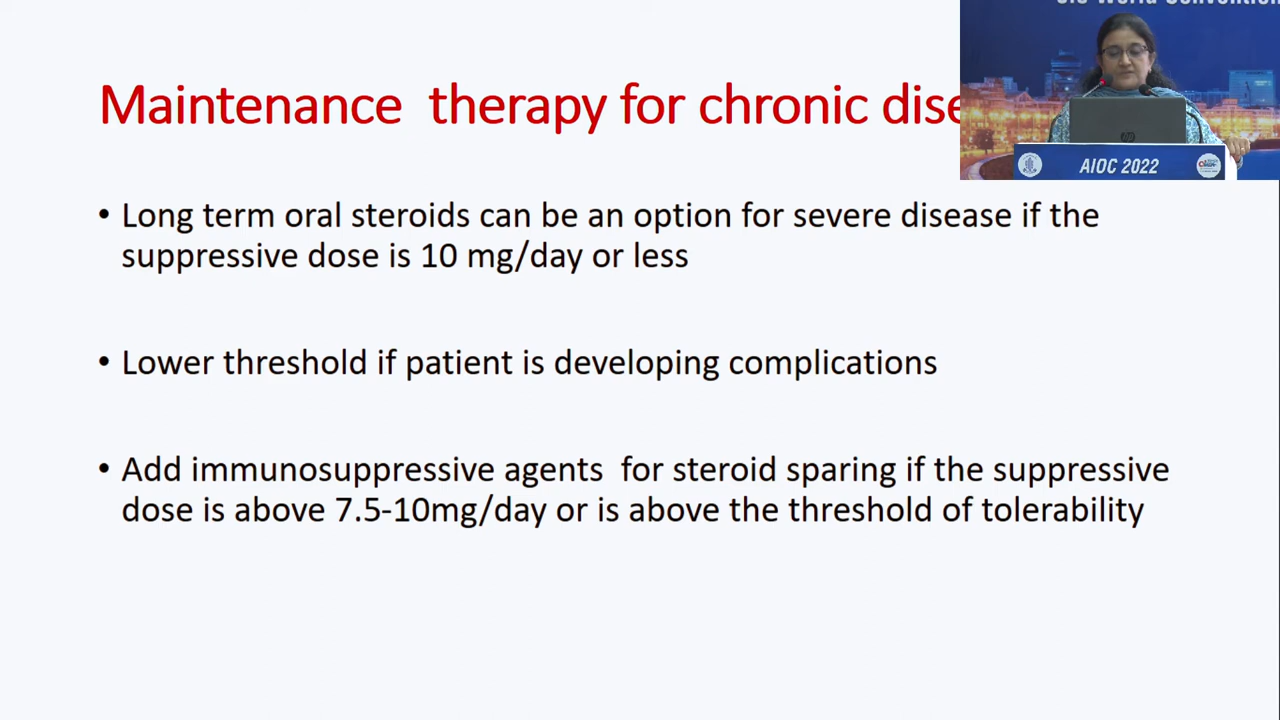 Maintenance therapy for chronic dise
• Long term oral steroids can be an option for severe disease if the
suppressive dose is 10 mg/day or less
• Lower threshold if patient is developing complications
• Add immunosuppressive agents for steroid sparing if the suppressive
dose is above 7.5-10mg/day or is above the threshold of tolerability
AIOC 2022